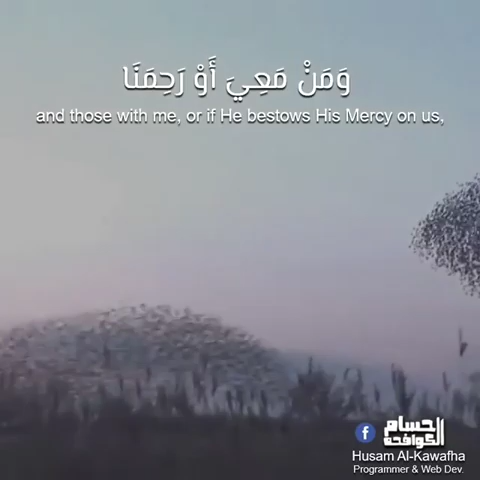 وَمَنْ مَعِيَ أَوْ رَحِمَنَا
and those with me, or if He bestows His Mercy on us,
حسام
الكوافحة
f
Husam Al-Kawafha
Programmer & Web Dev.